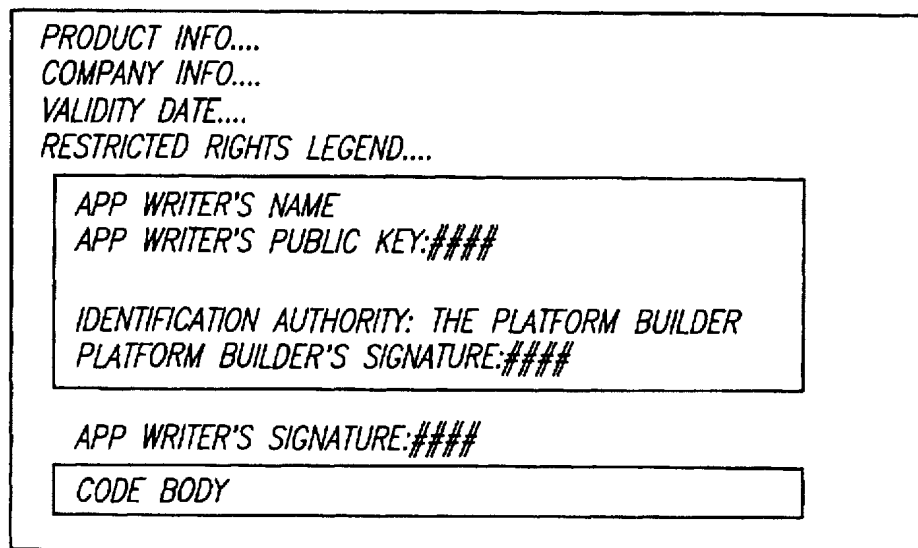 PRODUCT INFO....
COMPANY INFO....
VALIDITY DATE....
RESTRICTED RIGHTS LEGEND....
APP WRITER'S NAME
APP WRITER'S PUBLIC KEY:####
IDENTIFICATION AUTHORITY: THE PLATFORM BUILDER
PLATFORM BUILDER'S SIGNATURE:####
APP WRITER'S SIGNATURE:####
CODE BODY